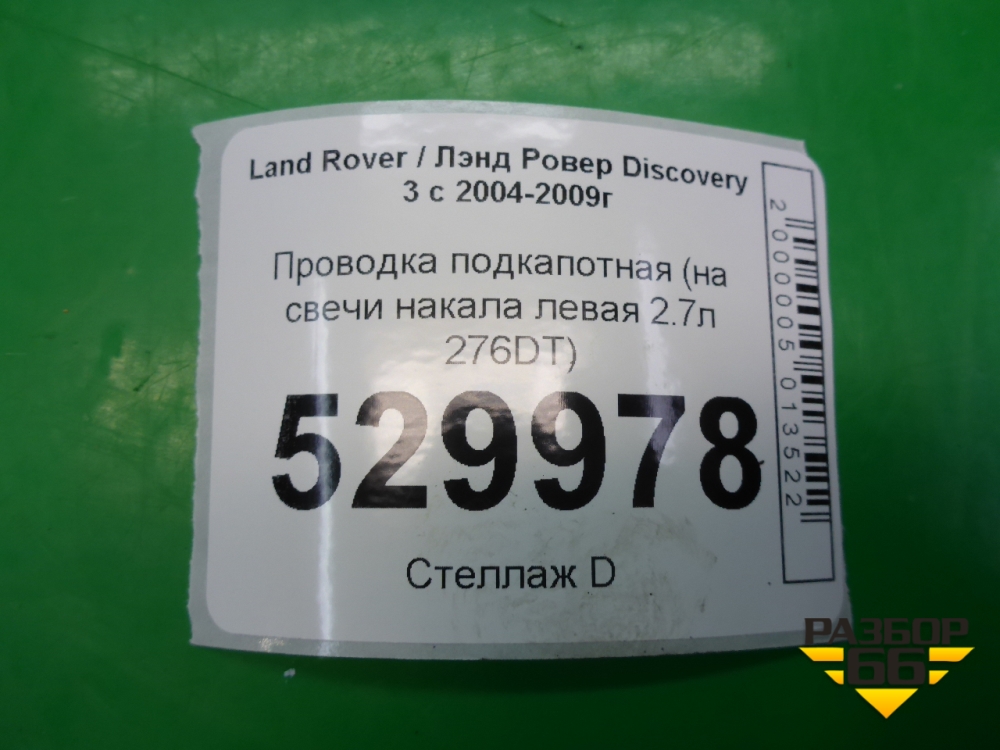 Land Rover / Лэнд Ровер Discovery
3 с 2004-2009г
Проводка подкапотная (на
свечи накала левая 2.7л
276DT)
529978
Стеллаж D
2000005013522
РАЗБОР
66